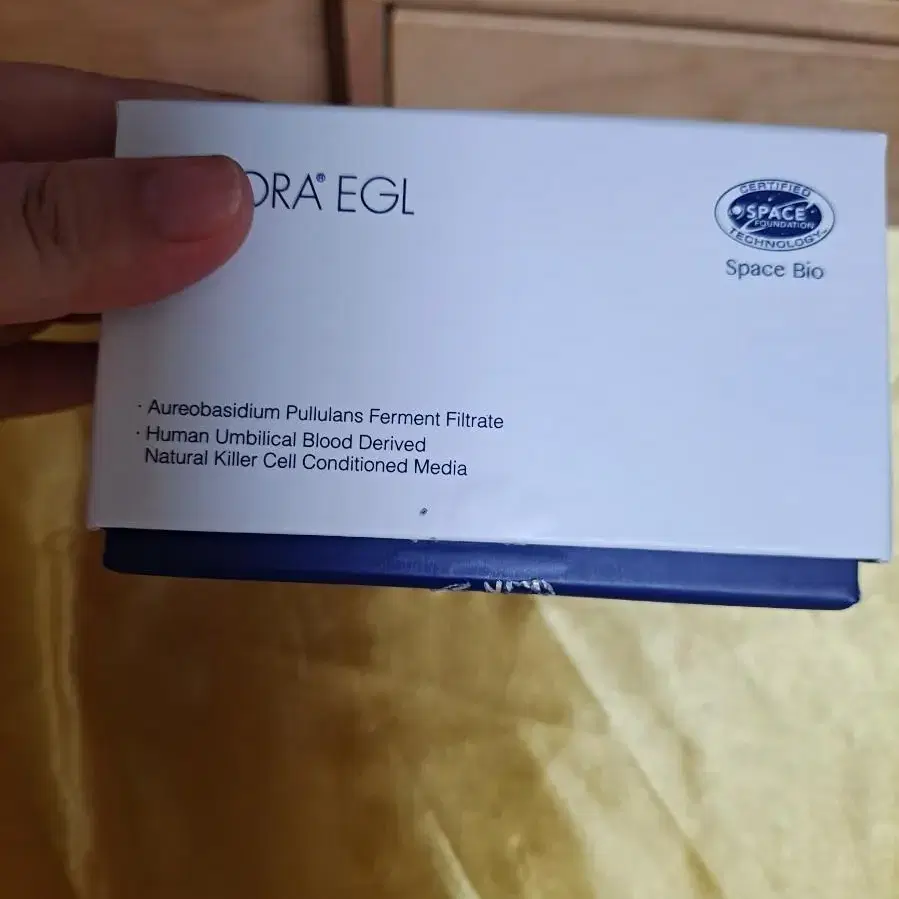 ORA® EGL
CERTIFIED
SPACE
FOUNDATION
TECHNOLOGY
Space Bio
· Aureobasidium Pullulans Ferment Filtrate
· Human Umbilical Blood Derived
Natural Killer Cell Conditioned Media